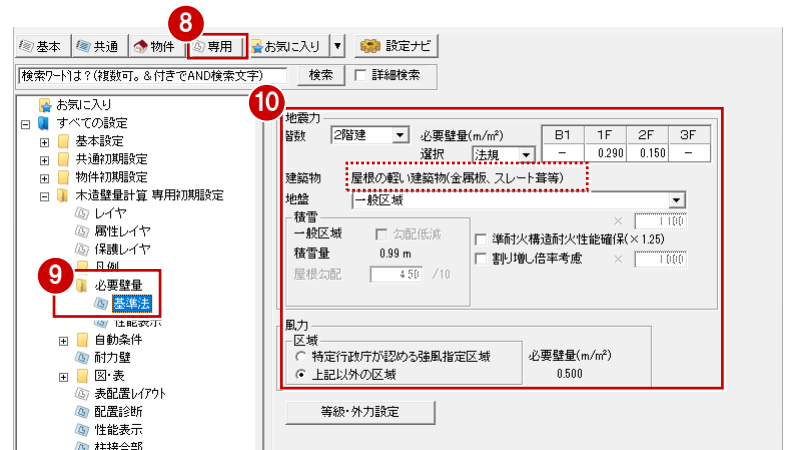 8
基本 共通 物件 専用 お気に入り ▼ 設定ナビ
検索ワードは?(複数可。&付きでAND検索文字) 検索 詳細検索
お気に入り
すべての設定
基本設定
共通初期設定
物件初期設定
木造壁量計算 専用初期設定
レイヤ
属性レイヤ
保護レイヤ
凡例
9
必要壁量
基準法
性能表示
自動条件
耐力壁
図・表
表配置レイアウト
配置診断
性能表示
柱接合部
10
地震力
階数 2階建 必要壁量(m/m²) B1 1F 2F 3F
選択 法規 - 0.290 0.150 -
建築物 屋根の軽い建築物(金属板、スレート葺等)
地盤 一般区域
積雪
一般区域 勾配低減
積雪量 0.99 m
屋根勾配 4.50 /10
× 1.100
準耐火構造耐火性能確保(×1.25)
割り増し倍率考慮 × 1.000
風力
区域
特定行政庁が認める強風指定区域
上記以外の区域
必要壁量(m/m²)
0.500
等級・外力設定